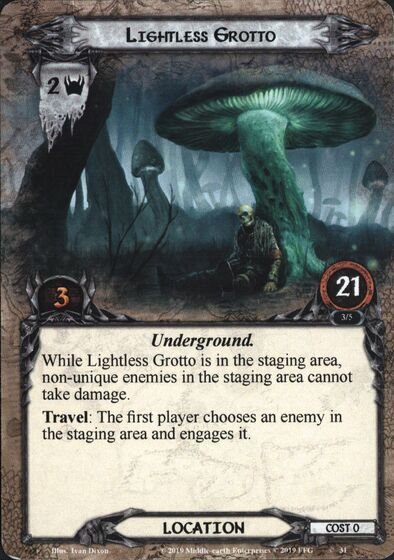 Lightless Grotto
2
3
21
3/5
Underground.
While Lightless Grotto is in the staging area,
non-unique enemies in the staging area cannot
take damage.
Travel: The first player chooses an enemy in
the staging area and engages it.
LOCATION
COST 0
Illus. Ivan Dixon
© 2019 Middle-earth Enterprises © 2019 FFG
31